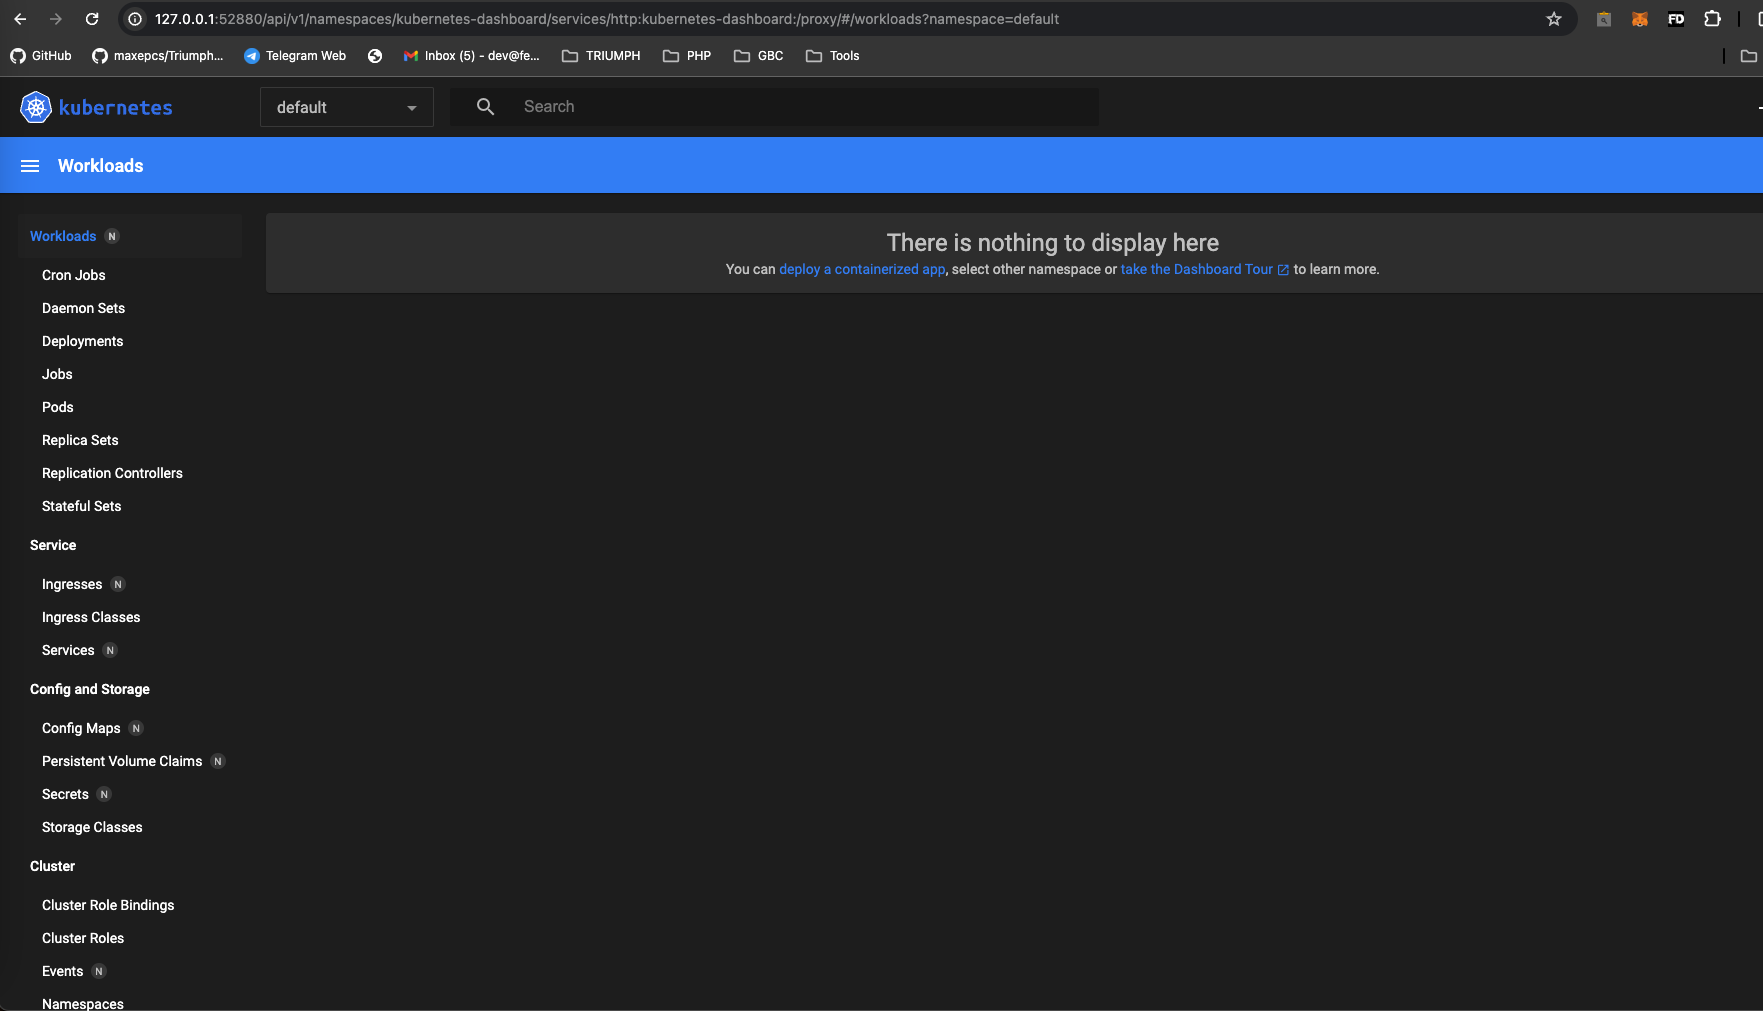 127.0.0.1:52880/api/v1/namespaces/kubernetes-dashboard/services/http:kubernetes-dashboard:/proxy/#/workloads?namespace=default
FD
GitHub maxepcs/Triumph... Telegram Web Inbox (5) - dev@fe... TRIUMPH PHP GBC Tools
kubernetes default Search
Workloads
Workloads N
Cron Jobs
Daemon Sets
Deployments
Jobs
Pods
Replica Sets
Replication Controllers
Stateful Sets
Service
Ingresses N
Ingress Classes
Services N
Config and Storage
Config Maps N
Persistent Volume Claims N
Secrets N
Storage Classes
Cluster
Cluster Role Bindings
Cluster Roles
Events N
Namespaces
There is nothing to display here
You can deploy a containerized app, select other namespace or take the Dashboard Tour to learn more.